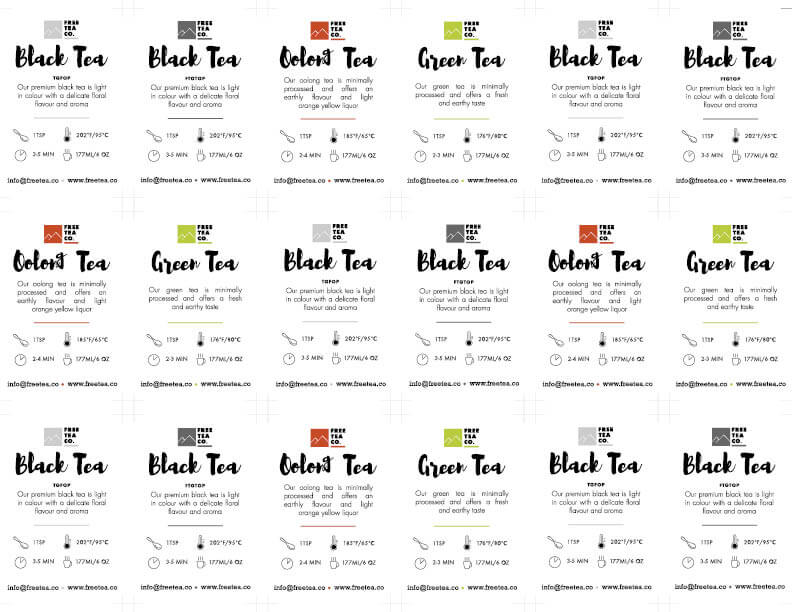 FREE
TEA
CO.
Black Tea
TGFOP
Our premium black tea is light
in colour with a delicate floral
flavour and aroma
1TSP 202°F/95°C
3-5 MIN 177ML/6 OZ
info@freetea.co • www.freetea.co
FREE
TEA
CO.
Black Tea
FTGFOP
Our premium black tea is light
in colour with a delicate floral
flavour and aroma
1TSP 202°F/95°C
3-5 MIN 177ML/6 OZ
info@freetea.co • www.freetea.co
FREE
TEA
CO.
Oolong Tea
Our oolong tea is minimally
processed and offers an
earthly flavour and light
orange yellow liquor
1TSP 185°F/65°C
2-4 MIN 177ML/6 OZ
info@freetea.co • www.freetea.co
FREE
TEA
CO.
Green Tea
Our green tea is minimally
processed and offers a fresh
and earthy taste
1TSP 176°F/80°C
2-3 MIN 177ML/6 OZ
info@freetea.co • www.freetea.co
FREE
TEA
CO.
Black Tea
TGFOP
Our premium black tea is light
in colour with a delicate floral
flavour and aroma
1TSP 202°F/95°C
3-5 MIN 177ML/6 OZ
info@freetea.co • www.freetea.co
FREE
TEA
CO.
Black Tea
FTGFOP
Our premium black tea is light
in colour with a delicate floral
flavour and aroma
1TSP 202°F/95°C
3-5 MIN 177ML/6 OZ
info@freetea.co • www.freetea.co
FREE
TEA
CO.
Oolong Tea
Our oolong tea is minimally
processed and offers an
earthly flavour and light
orange yellow liquor
1TSP 185°F/65°C
2-4 MIN 177ML/6 OZ
info@freetea.co • www.freetea.co
FREE
TEA
CO.
Green Tea
Our green tea is minimally
processed and offers a fresh
and earthy taste
1TSP 176°F/80°C
2-3 MIN 177ML/6 OZ
info@freetea.co • www.freetea.co
FREE
TEA
CO.
Black Tea
TGFOP
Our premium black tea is light
in colour with a delicate floral
flavour and aroma
1TSP 202°F/95°C
3-5 MIN 177ML/6 OZ
info@freetea.co • www.freetea.co
FREE
TEA
CO.
Black Tea
FTGFOP
Our premium black tea is light
in colour with a delicate floral
flavour and aroma
1TSP 202°F/95°C
3-5 MIN 177ML/6 OZ
info@freetea.co • www.freetea.co
FREE
TEA
CO.
Oolong Tea
Our oolong tea is minimally
processed and offers an
earthly flavour and light
orange yellow liquor
1TSP 185°F/65°C
2-4 MIN 177ML/6 OZ
info@freetea.co • www.freetea.co
FREE
TEA
CO.
Green Tea
Our green tea is minimally
processed and offers a fresh
and earthy taste
1TSP 176°F/80°C
2-3 MIN 177ML/6 OZ
info@freetea.co • www.freetea.co
FREE
TEA
CO.
Black Tea
TGFOP
Our premium black tea is light
in colour with a delicate floral
flavour and aroma
1TSP 202°F/95°C
3-5 MIN 177ML/6 OZ
info@freetea.co • www.freetea.co
FREE
TEA
CO.
Black Tea
FTGFOP
Our premium black tea is light
in colour with a delicate floral
flavour and aroma
1TSP 202°F/95°C
3-5 MIN 177ML/6 OZ
info@freetea.co • www.freetea.co
FREE
TEA
CO.
Oolong Tea
Our oolong tea is minimally
processed and offers an
earthly flavour and light
orange yellow liquor
1TSP 185°F/65°C
2-4 MIN 177ML/6 OZ
info@freetea.co • www.freetea.co
FREE
TEA
CO.
Green Tea
Our green tea is minimally
processed and offers a fresh
and earthy taste
1TSP 176°F/80°C
2-3 MIN 177ML/6 OZ
info@freetea.co • www.freetea.co
FREE
TEA
CO.
Black Tea
TGFOP
Our premium black tea is light
in colour with a delicate floral
flavour and aroma
1TSP 202°F/95°C
3-5 MIN 177ML/6 OZ
info@freetea.co • www.freetea.co
FREE
TEA
CO.
Black Tea
FTGFOP
Our premium black tea is light
in colour with a delicate floral
flavour and aroma
1TSP 202°F/95°C
3-5 MIN 177ML/6 OZ
info@freetea.co • www.freetea.co